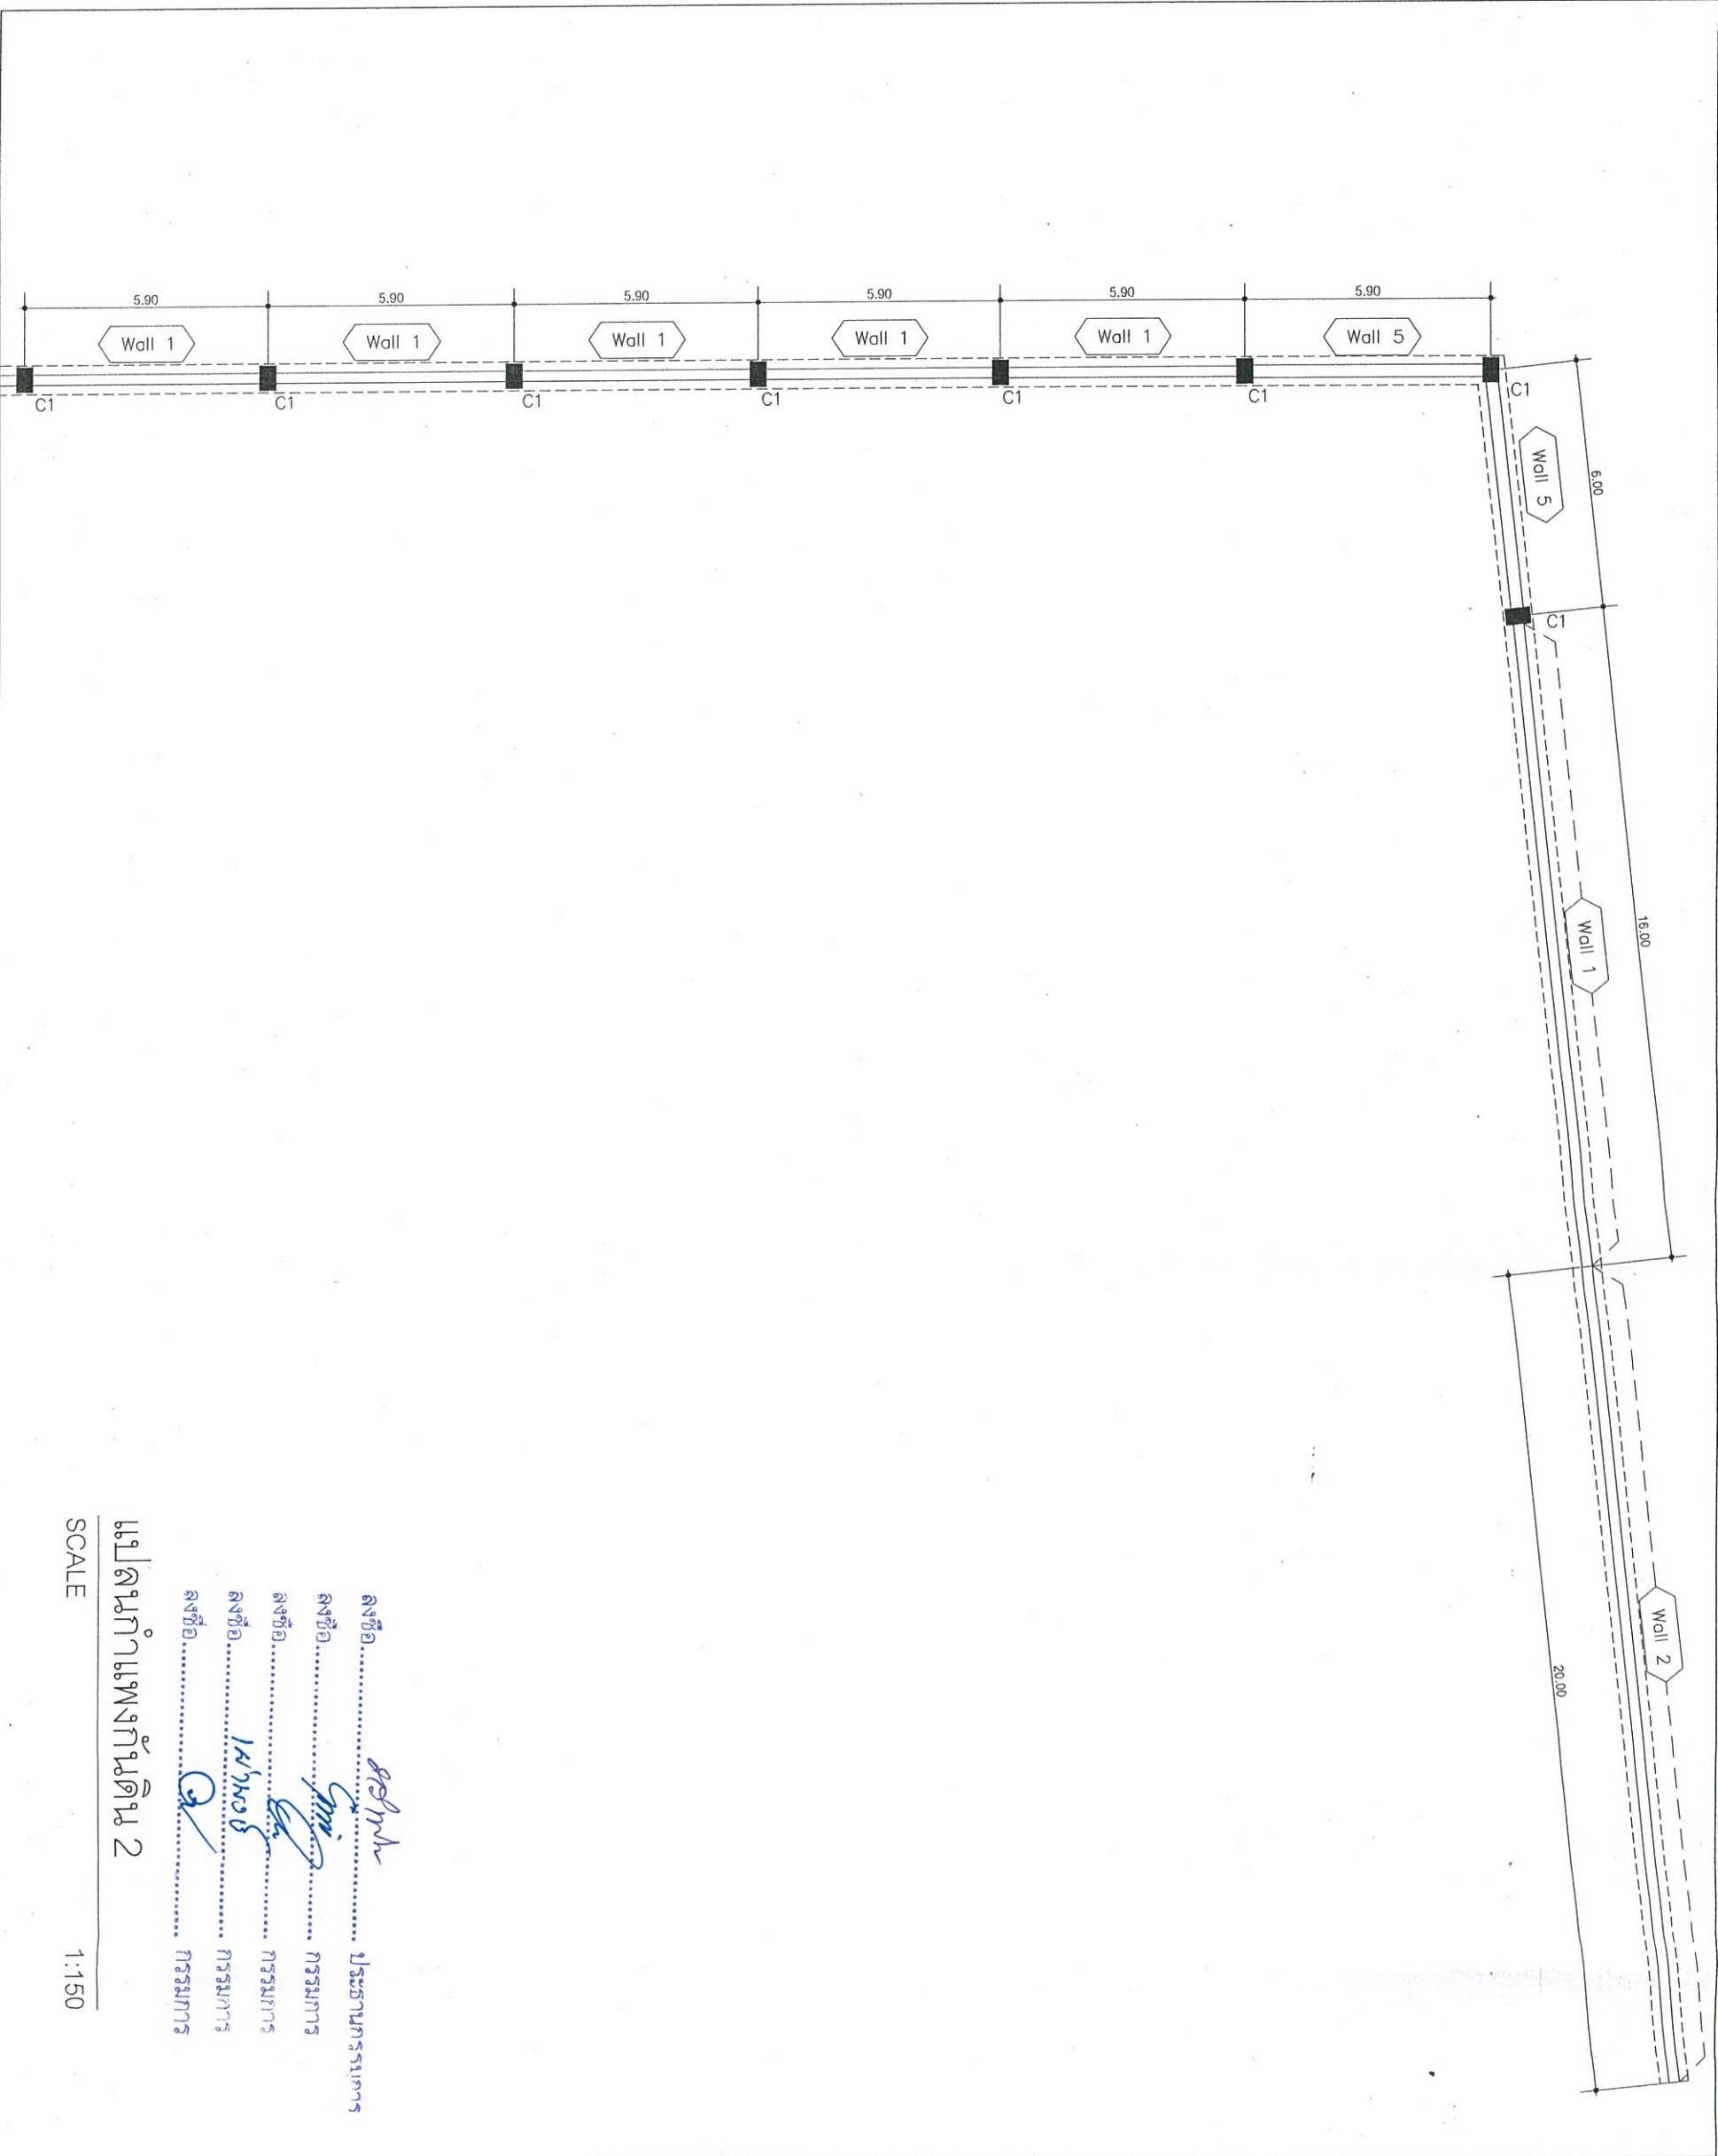 5.90
5.90
5.90
5.90
5.90
5.90
Wall 1
Wall 1
Wall 1
Wall 1
Wall 1
Wall 5
C1
C1
C1
C1
C1
C1
C1
Wall 5
6.00
C1
Wall 1
16.00
Wall 2
20.00
ลงชื่อ ประธานกรรมการ
ลงชื่อ กรรมการ
ลงชื่อ กรรมการ
ลงชื่อ กรรมการ
ลงชื่อ กรรมการ
แปลนกำแพงกันดิน 2
SCALE 1:150